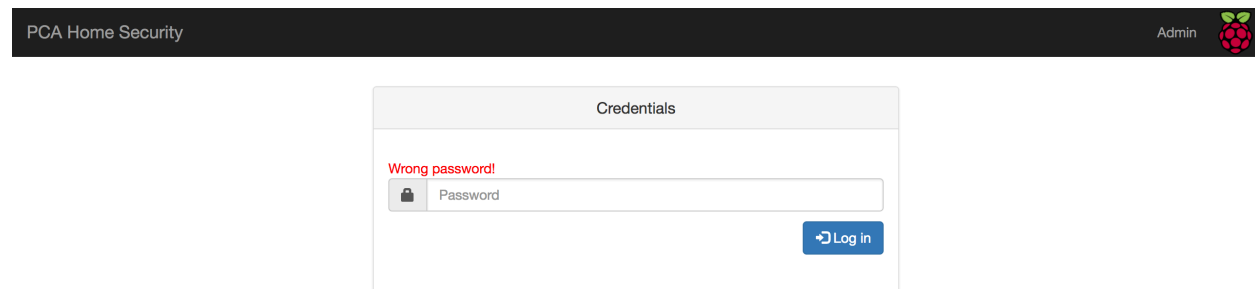 PCA Home Security
Admin
Credentials
Wrong password!
Password
Log in